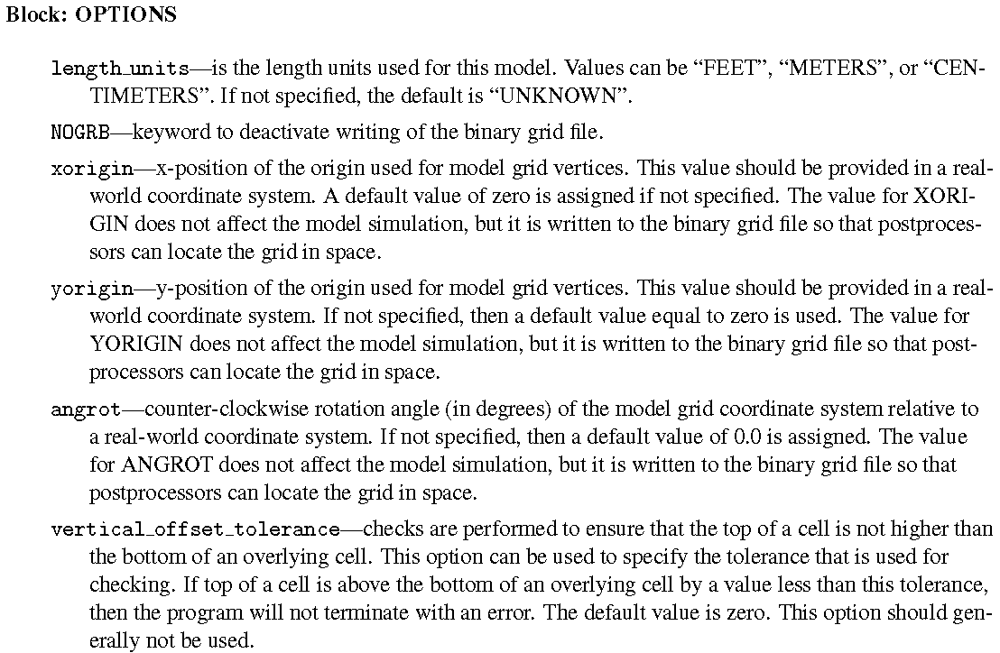 Block: OPTIONS
length_units—is the length units used for this model. Values can be “FEET”, “METERS”, or “CEN-
TIMETERS”. If not specified, the default is “UNKNOWN”.
NOGRB—keyword to deactivate writing of the binary grid file.
xorigin—x-position of the origin used for model grid vertices. This value should be provided in a real-
world coordinate system. A default value of zero is assigned if not specified. The value for XORI-
GIN does not affect the model simulation, but it is written to the binary grid file so that postproces-
sors can locate the grid in space.
yorigin—y-position of the origin used for model grid vertices. This value should be provided in a real-
world coordinate system. If not specified, then a default value equal to zero is used. The value for
YORIGIN does not affect the model simulation, but it is written to the binary grid file so that post-
processors can locate the grid in space.
angrot—counter-clockwise rotation angle (in degrees) of the model grid coordinate system relative to
a real-world coordinate system. If not specified, then a default value of 0.0 is assigned. The value
for ANGROT does not affect the model simulation, but it is written to the binary grid file so that
postprocessors can locate the grid in space.
vertical_offset_tolerance—checks are performed to ensure that the top of a cell is not higher than
the bottom of an overlying cell. This option can be used to specify the tolerance that is used for
checking. If top of a cell is above the bottom of an overlying cell by a value less than this tolerance,
then the program will not terminate with an error. The default value is zero. This option should gen-
erally not be used.